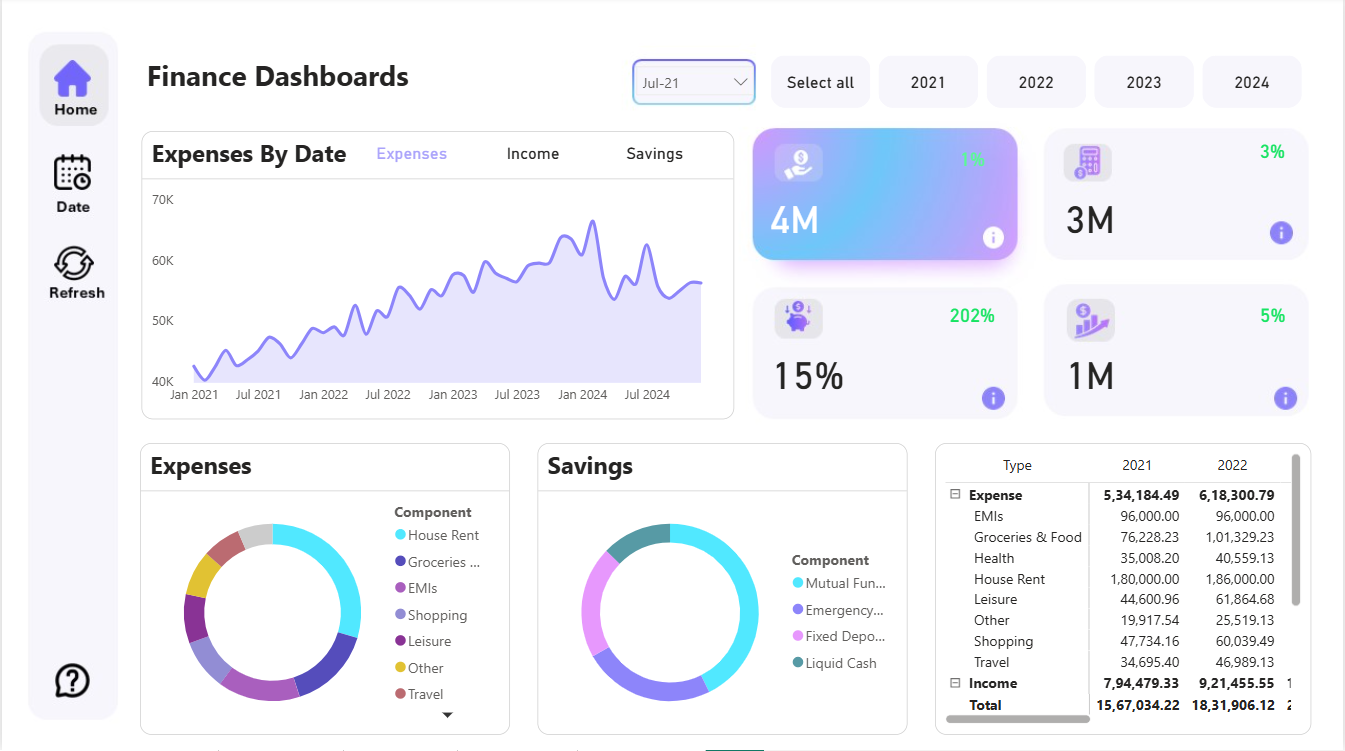 Home
Date
Refresh
Finance Dashboards
Jul-21
Select all 2021 2022 2023 2024
Expenses By Date Expenses Income Savings
70K
60K
50K
40K
Jan 2021 Jul 2021 Jan 2022 Jul 2022 Jan 2023 Jul 2023 Jan 2024 Jul 2024
1%
4M
3%
3M
202%
15%
5%
1M
Expenses
Component
House Rent
Groceries ...
EMIs
Shopping
Leisure
Other
Travel
Savings
Component
Mutual Fun...
Emergency...
Fixed Depo...
Liquid Cash
Type 2021 2022
Expense 5,34,184.49 6,18,300.79
EMIs 96,000.00 96,000.00
Groceries & Food 76,228.23 1,01,329.23
Health 35,008.20 40,559.13
House Rent 1,80,000.00 1,86,000.00
Leisure 44,600.96 61,864.68
Other 19,917.54 25,519.13
Shopping 47,734.16 60,039.49
Travel 34,695.40 46,989.13
Income 7,94,479.33 9,21,455.55
Total 15,67,034.22 18,31,906.12